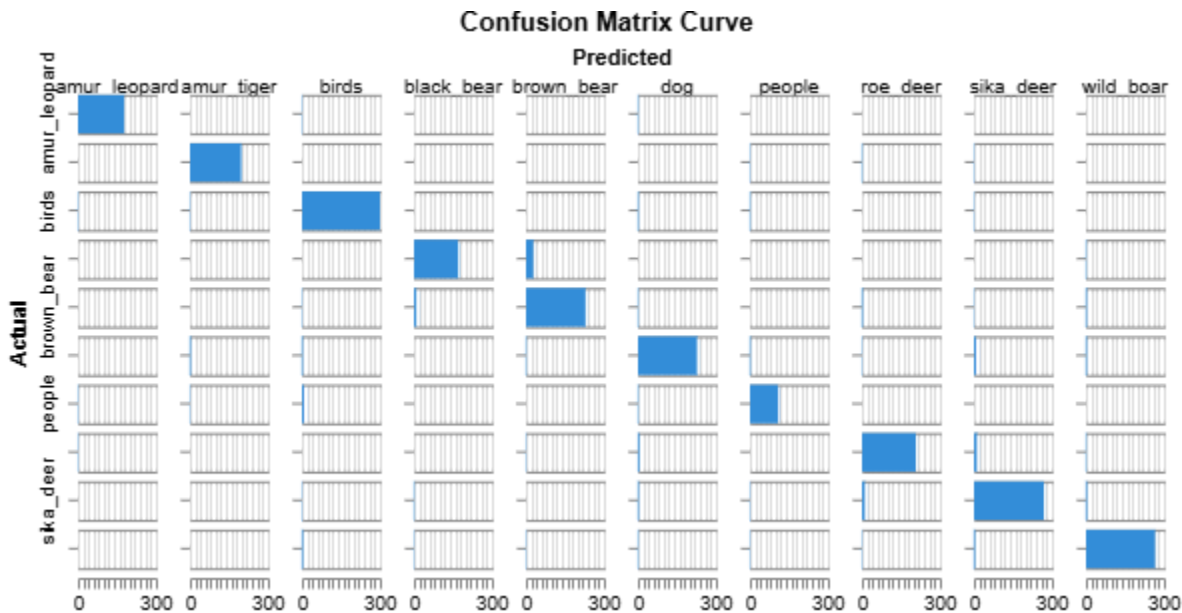 Confusion Matrix Curve
Predicted
amur_leopard amur_tiger birds black_bear brown_bear dog people roe_deer sika_deer wild_boar
Actual
amur_leopard
birds
brown_bear
people
sika_deer
0 300 0 300 0 300 0 300 0 300 0 300 0 300 0 300 0 300 0 300